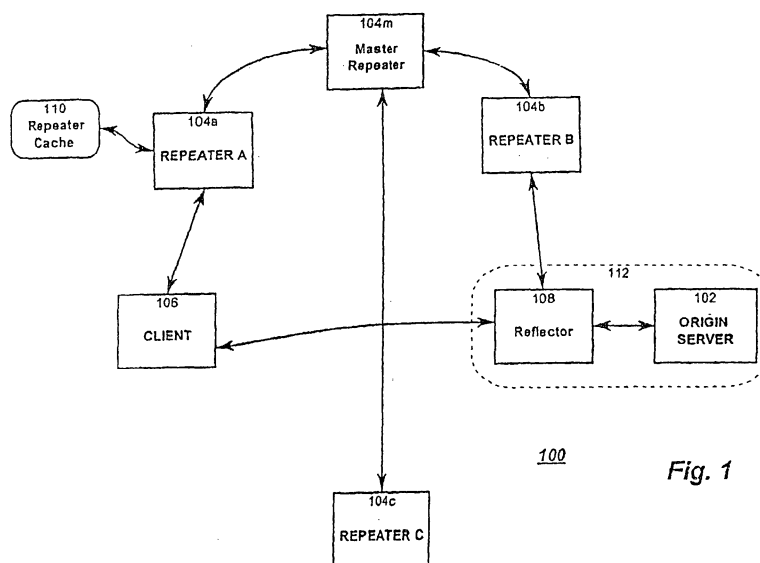 104m
Master
Repeater
110
Repeater
Cache
104a
REPEATER A
104b
REPEATER B
112
106
CLIENT
108
Reflector
102
ORIGIN
SERVER
100
Fig. 1
104c
REPEATER C